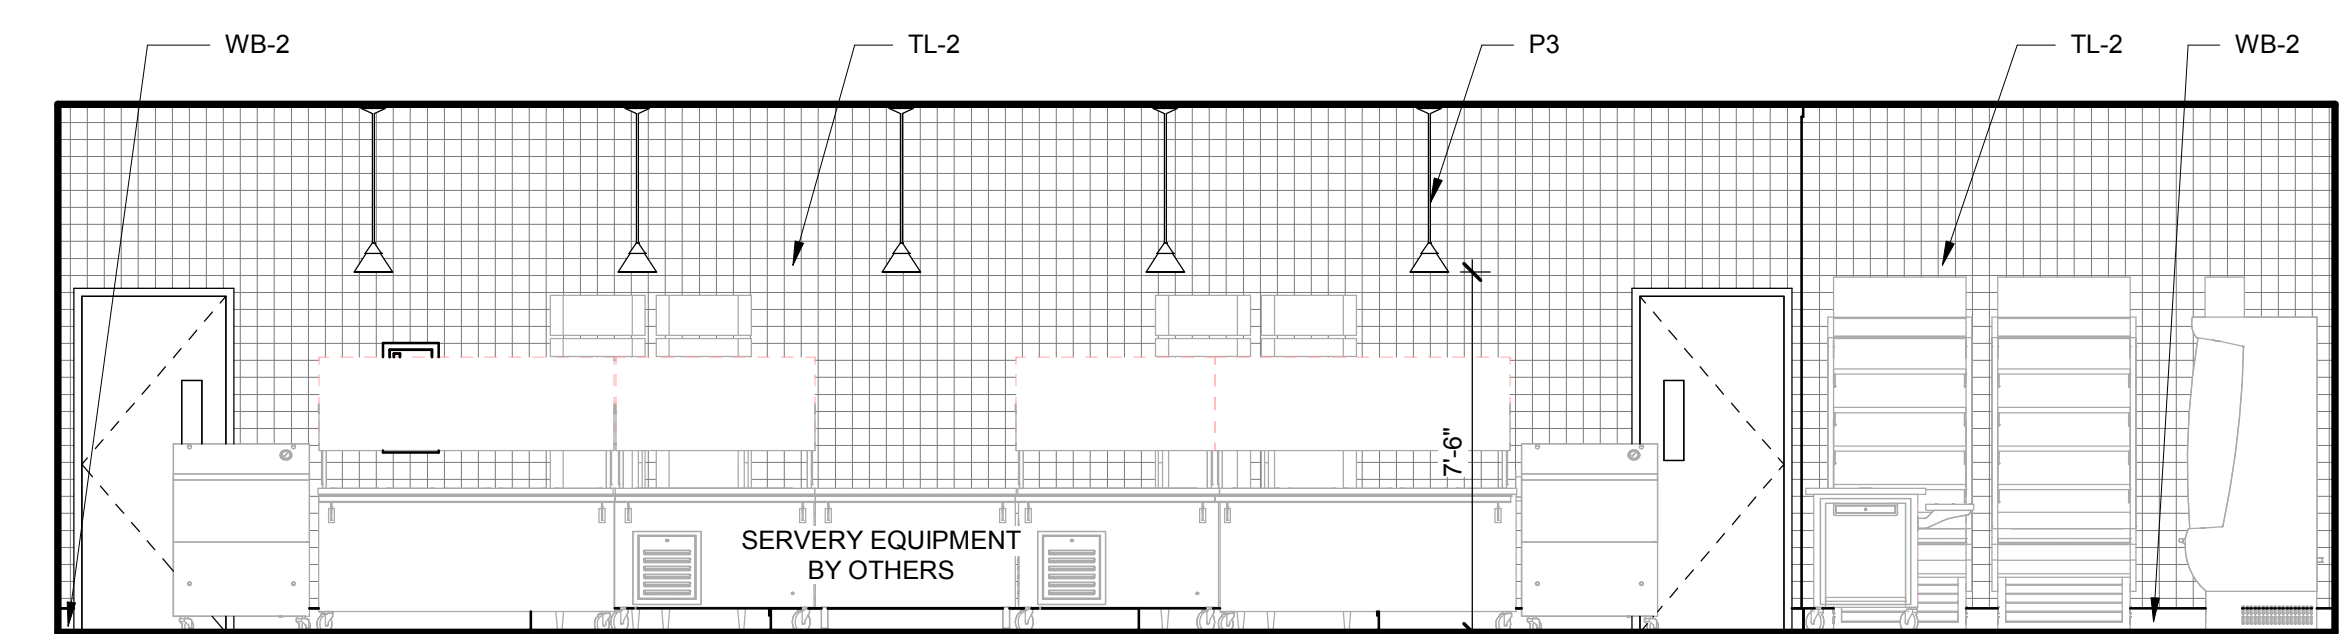 WB-2
TL-2
P3
TL-2
WB-2
7'-6"
SERVERY EQUIPMENT
BY OTHERS